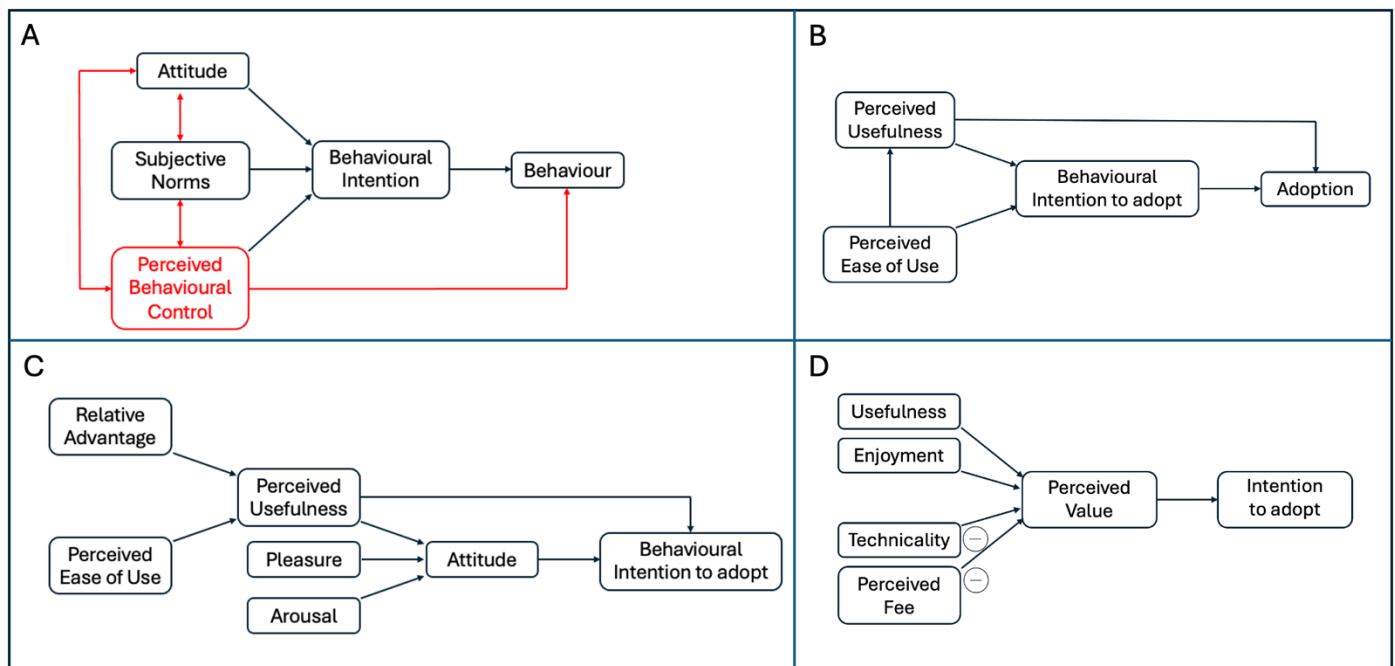 A
Attitude
Subjective
Norms
Perceived
Behavioural
Control
Behavioural
Intention
Behaviour
B
Perceived
Usefulness
Perceived
Ease of Use
Behavioural
Intention to adopt
Adoption
C
Relative
Advantage
Perceived
Ease of Use
Perceived
Usefulness
Pleasure
Arousal
Attitude
Behavioural
Intention to adopt
D
Usefulness
Enjoyment
Technicality
Perceived
Fee
Perceived
Value
Intention
to adopt